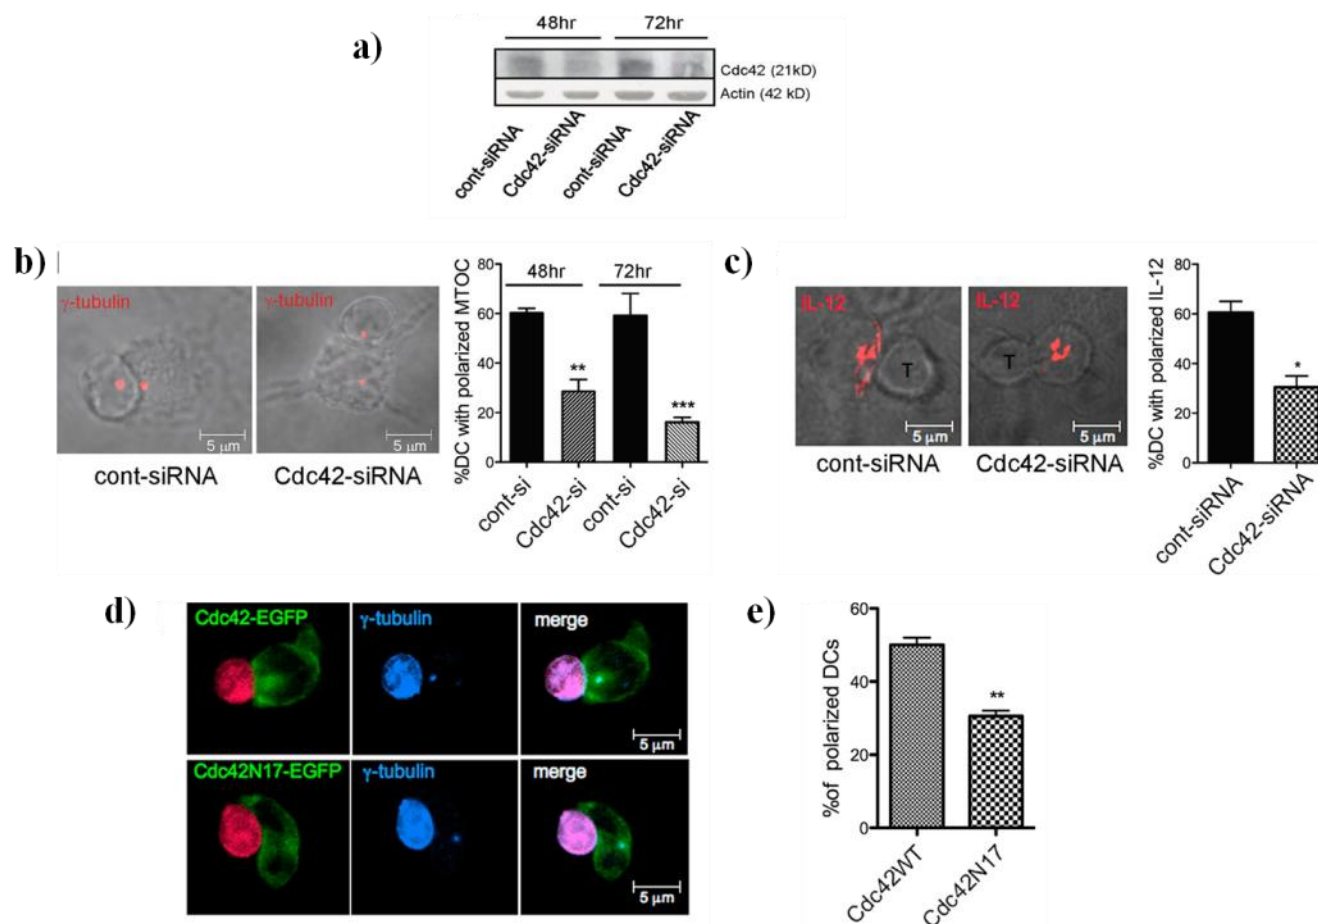 a)
48hr 72hr
Cdc42 (21kD)
Actin (42 kD)
cont-siRNA Cdc42-siRNA cont-siRNA Cdc42-siRNA
b)
γ-tubulin γ-tubulin
5 μm 5 μm
cont-siRNA Cdc42-siRNA
%DC with polarized MTOC
80
60
40
20
0
48hr 72hr
**
***
cont-si Cdc42-si cont-si Cdc42-si
c)
IL-12 IL-12
T T
5 μm 5 μm
cont-siRNA Cdc42-siRNA
%DC with polarized IL-12
80
60
40
20
0
*
cont-siRNA Cdc42-siRNA
d)
Cdc42-EGFP γ-tubulin merge
5 μm
Cdc42N17-EGFP γ-tubulin merge
5 μm
e)
%of polarized DCs
60
40
20
0
**
Cdc42WT Cdc42N17